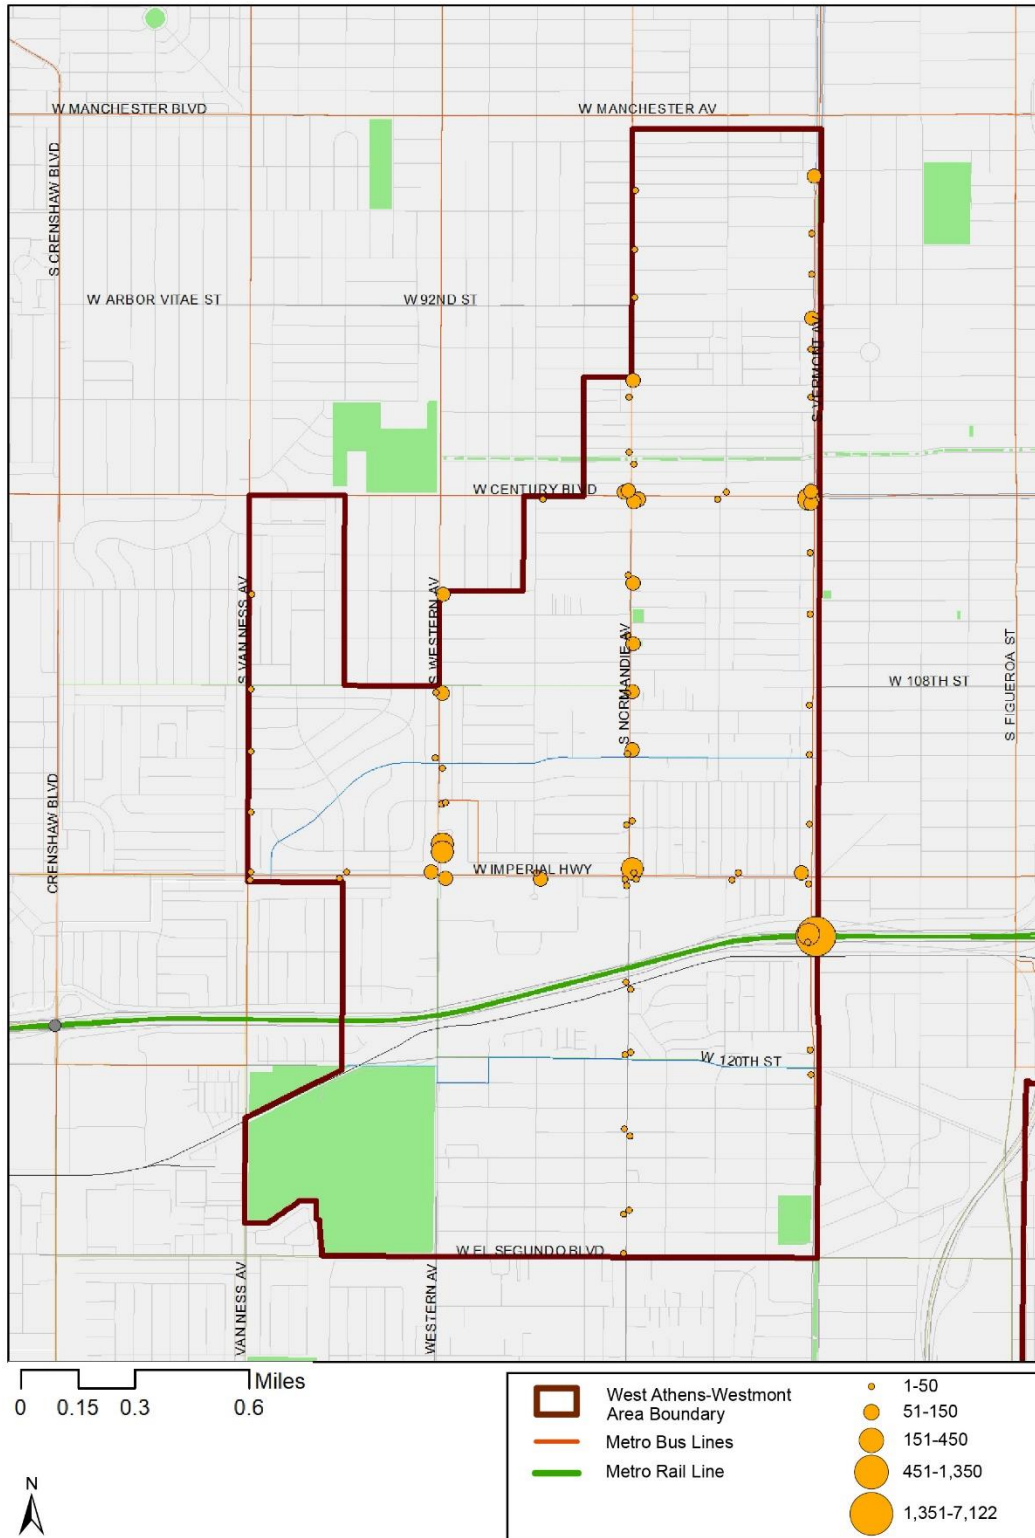 W MANCHESTER BLVD
W MANCHESTER AV
S CRENSHAW BLVD
W ARBOR VITAE ST
W 92ND ST
S VERMONT AV
W CENTURY BLVD
S VAN NESS AV
S WESTERN AV
S NORMANDIE AV
W 108TH ST
S FIGUEROA ST
CRENSHAW BLVD
W IMPERIAL HWY
W 120TH ST
W EL SEGUNDO BLVD
VAN NESS AV
WESTERN AV
Miles
0 0.15 0.3 0.6
N
West Athens-Westmont
Area Boundary
Metro Bus Lines
Metro Rail Line
1-50
51-150
151-450
451-1,350
1,351-7,122